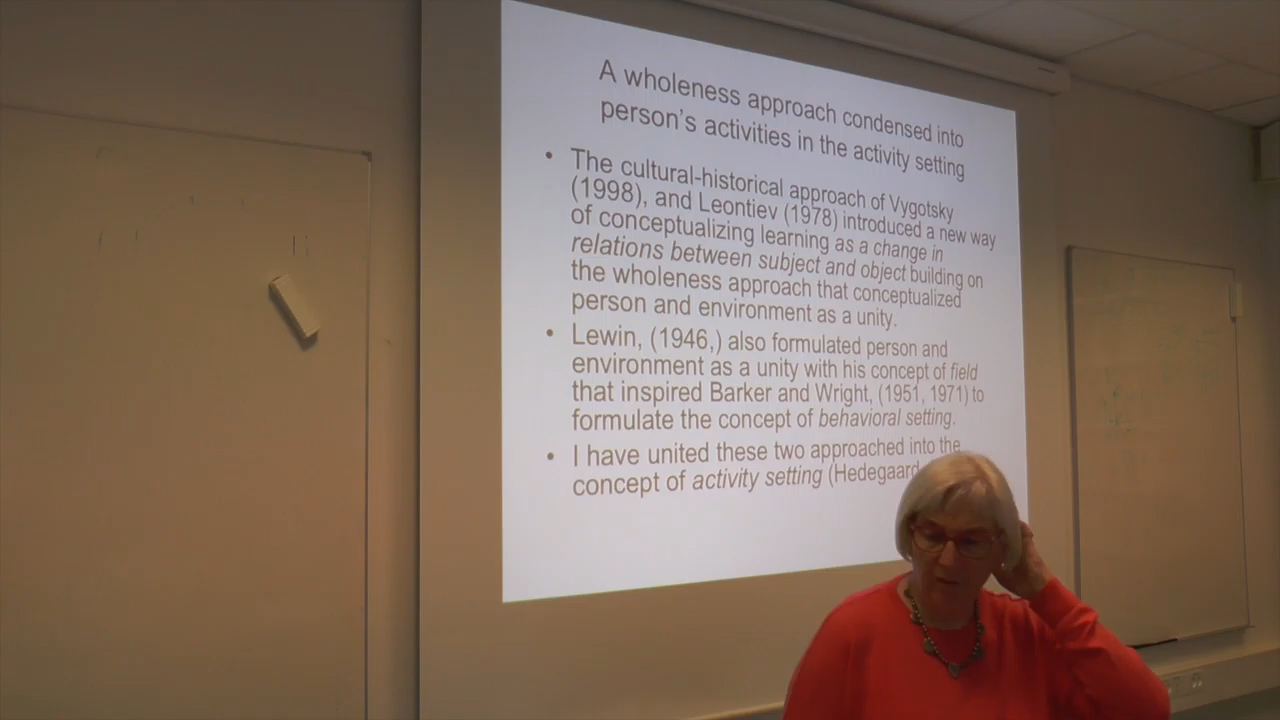 A wholeness approach condensed into
person's activities in the activity setting
• The cultural-historical approach of Vygotsky
(1998), and Leontiev (1978) introduced a new way
of conceptualizing learning as a change in
relations between subject and object building on
the wholeness approach that conceptualized
person and environment as a unity.
• Lewin, (1946,) also formulated person and
environment as a unity with his concept of field
that inspired Barker and Wright, (1951, 1971) to
formulate the concept of behavioral setting.
• I have united these two approached into the
concept of activity setting (Hedegaard